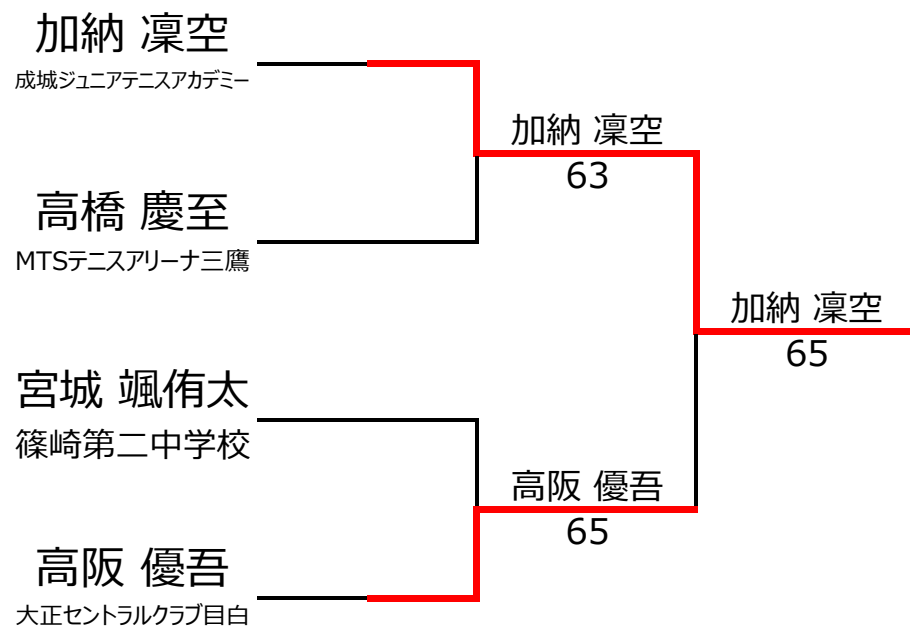 加納 凜空
成城ジュニアテニスアカデミー
加納 凜空
63
高橋 慶至
MTSテニスアリーナ三鷹
加納 凜空
65
宮城 颯侑太
篠崎第二中学校
高阪 優吾
65
高阪 優吾
大正セントラルクラブ目白